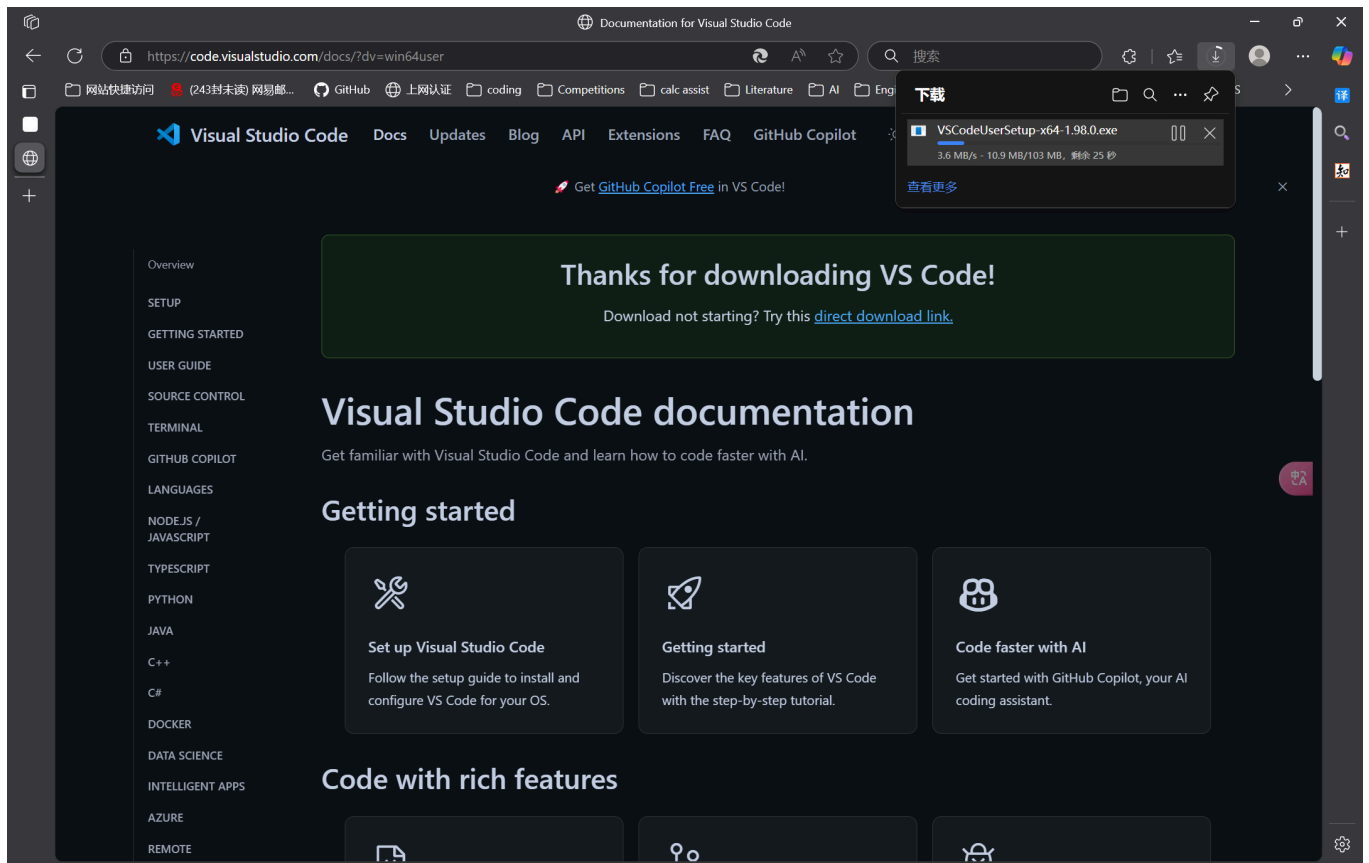 Documentation for Visual Studio Code
https://code.visualstudio.com/docs/?dv=win64user
搜索
网站快捷访问 (243封未读) 网易邮... GitHub 上网认证 coding Competitions calc assist Literature AI Engi S
译
知
下载
VSCodeUserSetup-x64-1.98.0.exe
3.6 MB/s - 10.9 MB/103 MB，剩余 25 秒
查看更多
Visual Studio Code Docs Updates Blog API Extensions FAQ GitHub Copilot
🚀 Get GitHub Copilot Free in VS Code!
Thanks for downloading VS Code!
Download not starting? Try this direct download link.
Overview
SETUP
GETTING STARTED
USER GUIDE
SOURCE CONTROL
TERMINAL
GITHUB COPILOT
LANGUAGES
NODE.JS /
JAVASCRIPT
TYPESCRIPT
PYTHON
JAVA
C++
C#
DOCKER
DATA SCIENCE
INTELLIGENT APPS
AZURE
REMOTE
Visual Studio Code documentation
Get familiar with Visual Studio Code and learn how to code faster with AI.
Getting started
Set up Visual Studio Code
Follow the setup guide to install and
configure VS Code for your OS.
Getting started
Discover the key features of VS Code
with the step-by-step tutorial.
Code faster with AI
Get started with GitHub Copilot, your AI
coding assistant.
Code with rich features